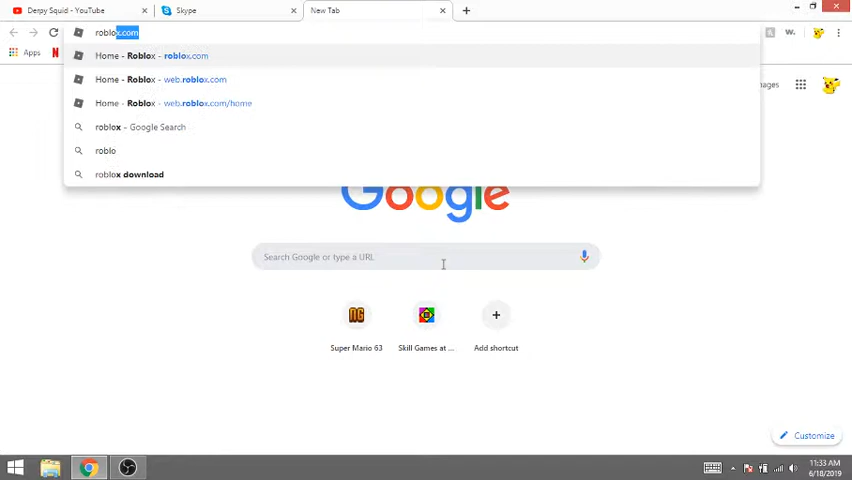 Derpy Squid - YouTube
Skype
New Tab
roblox.com
Apps
Home - Roblox - roblox.com
Home - Roblox - web.roblox.com
Home - Roblox - web.roblox.com/home
roblox - Google Search
roblo
roblox download
Google
Search Google or type a URL
NG
Super Mario 63
Skill Games at ...
Add shortcut
Customize
11:33 AM
6/18/2019